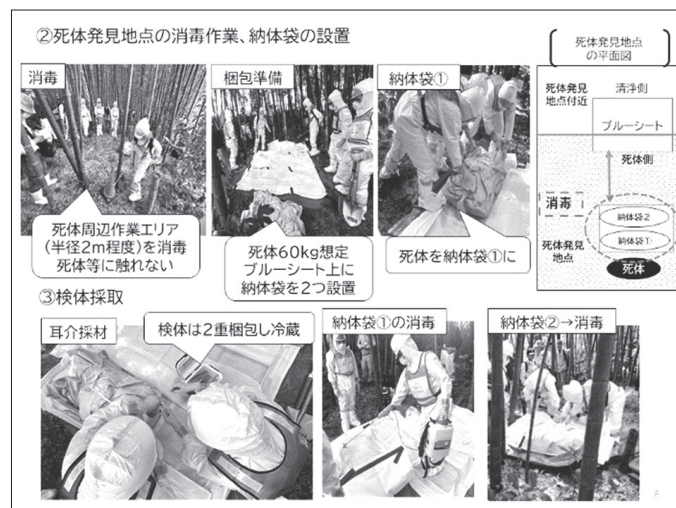 ②死体発見地点の消毒作業、納体袋の設置
消毒
死体周辺作業エリア
（半径2m程度）を消毒
死体等に触れない
梱包準備
死体60kg想定
ブルーシート上に
納体袋を2つ設置
納体袋①
死体を納体袋①に
死体発見地点
の平面図
死体発見
地点付近
清浄側
ブルーシート
死体側
消毒
納体袋2
納体袋①
死体発見
地点
死体
③検体採取
耳介採材
検体は2重梱包し冷蔵
納体袋①の消毒
納体袋②→消毒